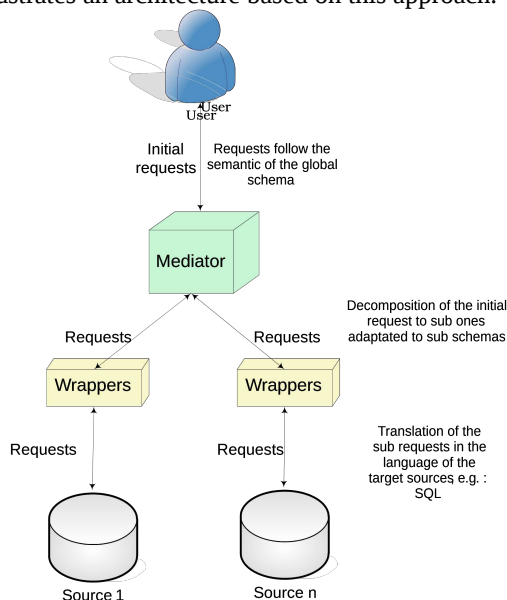 ustrates an architecture based on this approach.
User
User
Initial
requests
Requests follow the
semantic of the global
schema
Mediator
Decomposition of the initial
request to sub ones
adaptated to sub schemas
Requests
Requests
Wrappers
Wrappers
Requests
Requests
Translation of the
sub requests in the
language of the
target sources, e.g. :
SQL
Source 1
Source n